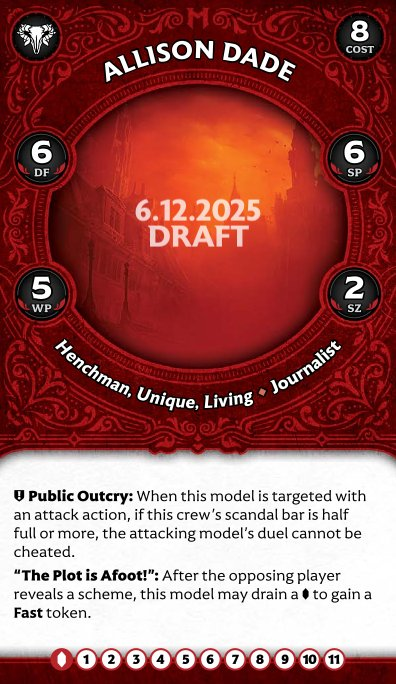 8
COST
ALLISON DADE
6
DF
6
SP
6.12.2025
DRAFT
5
WP
2
SZ
Henchman, Unique, Living ♦ Journalist
Public Outcry: When this model is targeted with
an attack action, if this crew's scandal bar is half
full or more, the attacking model's duel cannot be
cheated.
“The Plot is Afoot!”: After the opposing player
reveals a scheme, this model may drain a to gain a
Fast token.
1 2 3 4 5 6 7 8 9 10 11